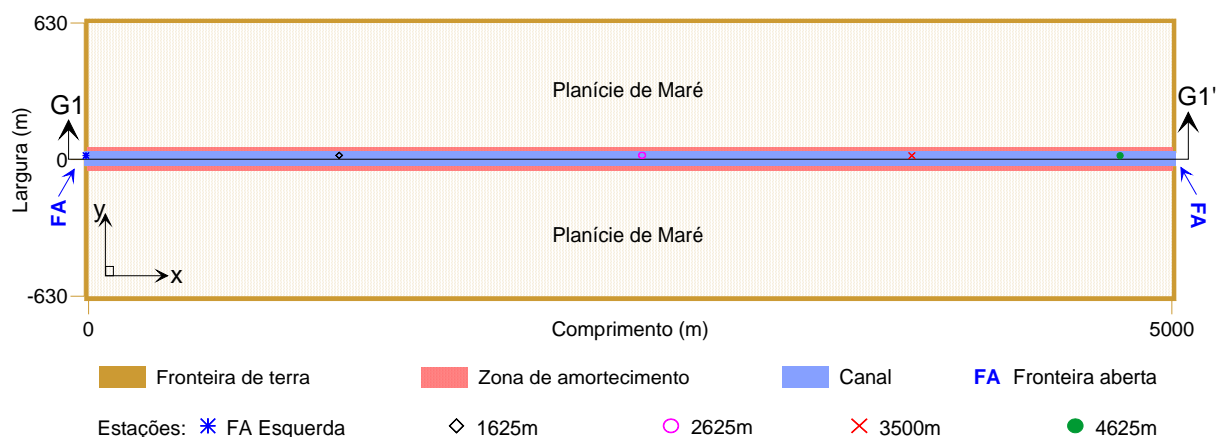 630
Planície de Maré
G1
G1'
Largura (m)
0
FA
FA
y
x
Planície de Maré
-630
0
Comprimento (m)
5000
Fronteira de terra
Zona de amortecimento
Canal
FA Fronteira aberta
Estações: FA Esquerda 1625m 2625m 3500m 4625m